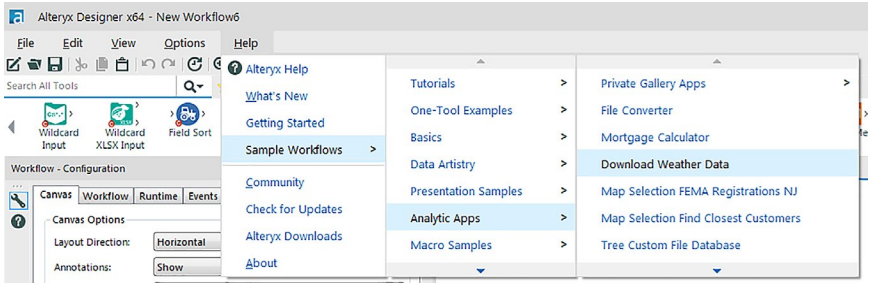 Alteryx Designer x64 - New Workflow6
File Edit View Options Help
Search All Tools
Wildcard Input
Wildcard XLSX Input
Field Sort
Workflow - Configuration
Canvas Workflow Runtime Events
Canvas Options
Layout Direction: Horizontal
Annotations: Show
Alteryx Help
What's New
Getting Started
Sample Workflows >
Community
Check for Updates
Alteryx Downloads
About
Tutorials >
One-Tool Examples >
Basics >
Data Artistry >
Presentation Samples >
Analytic Apps >
Macro Samples >
Private Gallery Apps >
File Converter
Mortgage Calculator
Download Weather Data
Map Selection FEMA Registrations NJ
Map Selection Find Closest Customers
Tree Custom File Database